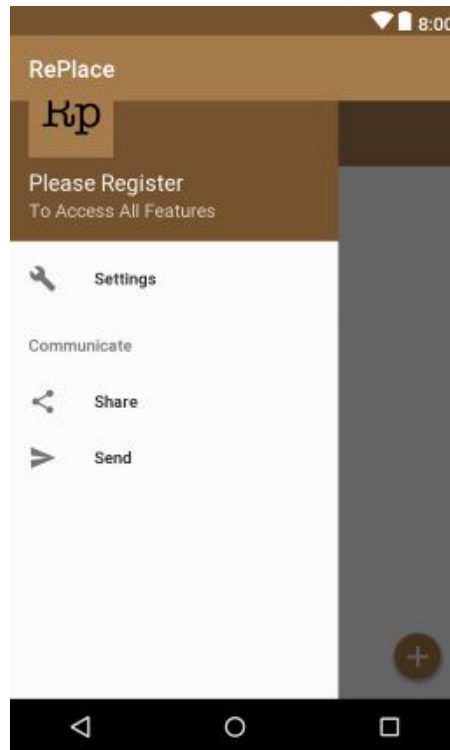 8:00
RePlace
Rp
Please Register
To Access All Features
Settings
Communicate
Share
Send